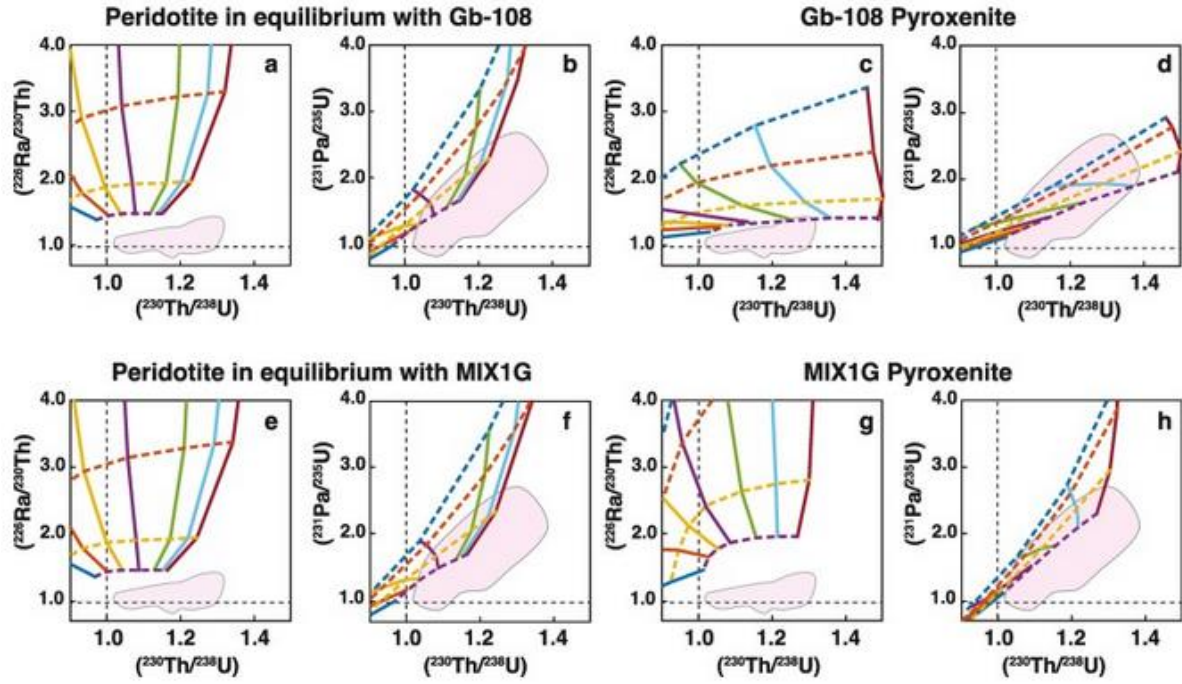 Peridotite in equilibrium with Gb-108
Gb-108 Pyroxenite
4.0
3.0
2.0
1.0
(²²⁶Ra/²³⁰Th)
a
1.0
1.2
1.4
(²³⁰Th/²³⁸U)
4.0
3.0
2.0
1.0
(²³¹Pa/²³⁵U)
b
1.0
1.2
1.4
(²³⁰Th/²³⁸U)
4.0
3.0
2.0
1.0
(²²⁶Ra/²³⁰Th)
c
1.0
1.2
1.4
(²³⁰Th/²³⁸U)
4.0
3.0
2.0
1.0
(²³¹Pa/²³⁵U)
d
1.0
1.2
1.4
(²³⁰Th/²³⁸U)
Peridotite in equilibrium with MIX1G
MIX1G Pyroxenite
4.0
3.0
2.0
1.0
(²²⁶Ra/²³⁰Th)
e
1.0
1.2
1.4
(²³⁰Th/²³⁸U)
4.0
3.0
2.0
1.0
(²³¹Pa/²³⁵U)
f
1.0
1.2
1.4
(²³⁰Th/²³⁸U)
4.0
3.0
2.0
1.0
(²²⁶Ra/²³⁰Th)
g
1.0
1.2
1.4
(²³⁰Th/²³⁸U)
4.0
3.0
2.0
1.0
(²³¹Pa/²³⁵U)
h
1.0
1.2
1.4
(²³⁰Th/²³⁸U)